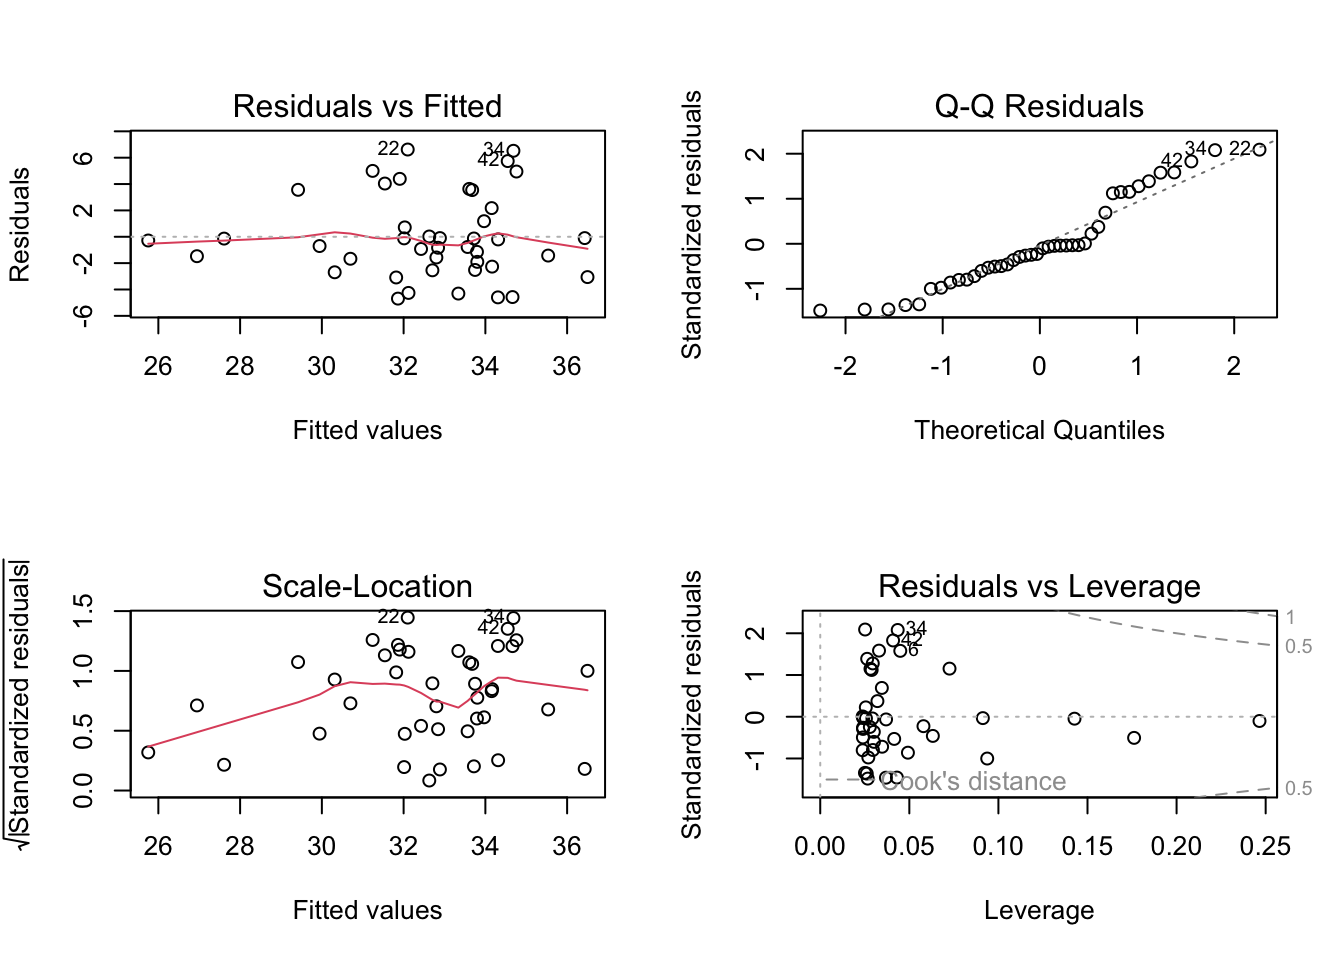 Residuals vs Fitted
Residuals
6
2
-2
-6
22
34
42
26 28 30 32 34 36
Fitted values
Q-Q Residuals
Standardized residuals
2
1
0
-1
42
34
22
-2 -1 0 1 2
Theoretical Quantiles
Scale-Location
√|Standardized residuals|
1.5
1.0
0.5
0.0
22
34
42
26 28 30 32 34 36
Fitted values
Residuals vs Leverage
Standardized residuals
2
1
0
-1
34
42
6
1
0.5
0.5
Cook's distance
0.00 0.05 0.10 0.15 0.20 0.25
Leverage